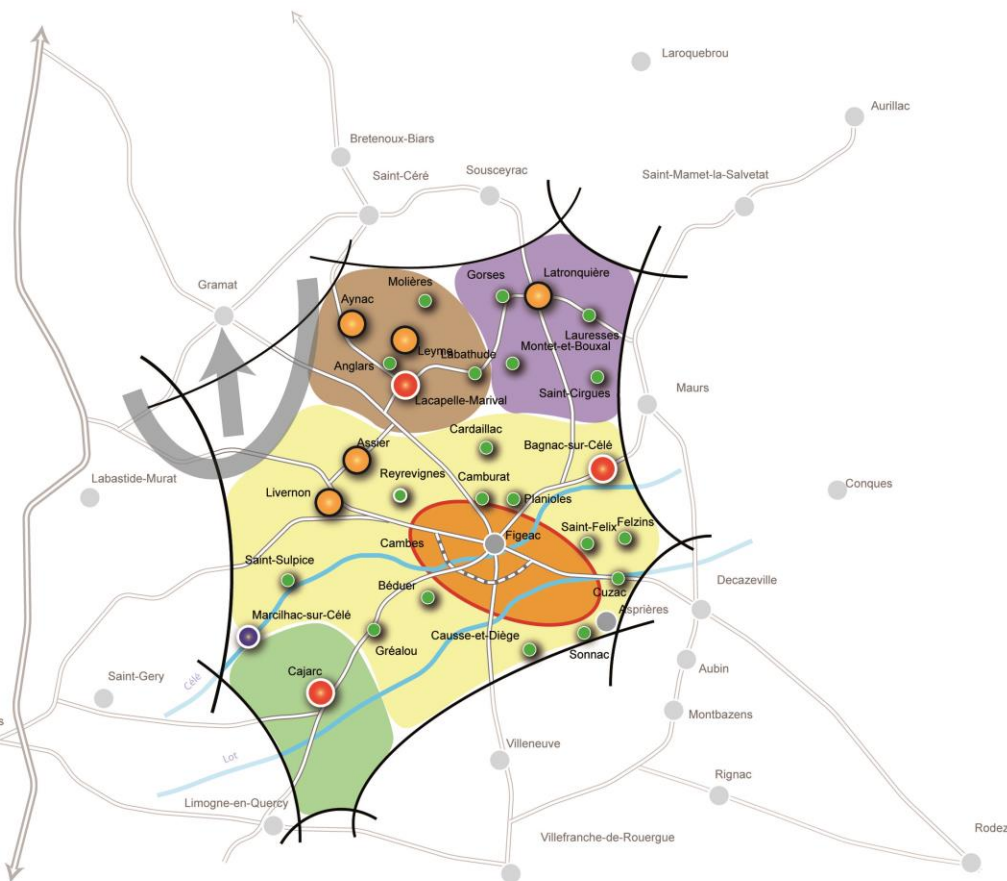 Laroquebrou
Aurillac
Bretenoux-Biars
Sousceyrac
Saint-Céré
Saint-Mamet-la-Salvetat
Gramat
Molières
Gorses
Latronquière
Aynac
Lauresses
Leyme
Labathude
Montet-et-Bouxal
Anglars
Saint-Cirgues
Maurs
Lacapelle-Marival
Cardaillac
Bagnac-sur-Célé
Assier
Reyrevignes
Camburat
Labastide-Murat
Conques
Livernon
Planioles
Saint-Felix
Felzins
Figeac
Cambes
Saint-Sulpice
Béduer
Cuzac
Decazeville
Marcilhac-sur-Célé
Asprières
Causse-et-Diège
Gréalou
Sonnac
Cajarc
Aubin
Célé
Saint-Gery
Montbazens
s
Lot
Villeneuve
Rignac
Limogne-en-Quercy
Villefranche-de-Rouergue
Rodez